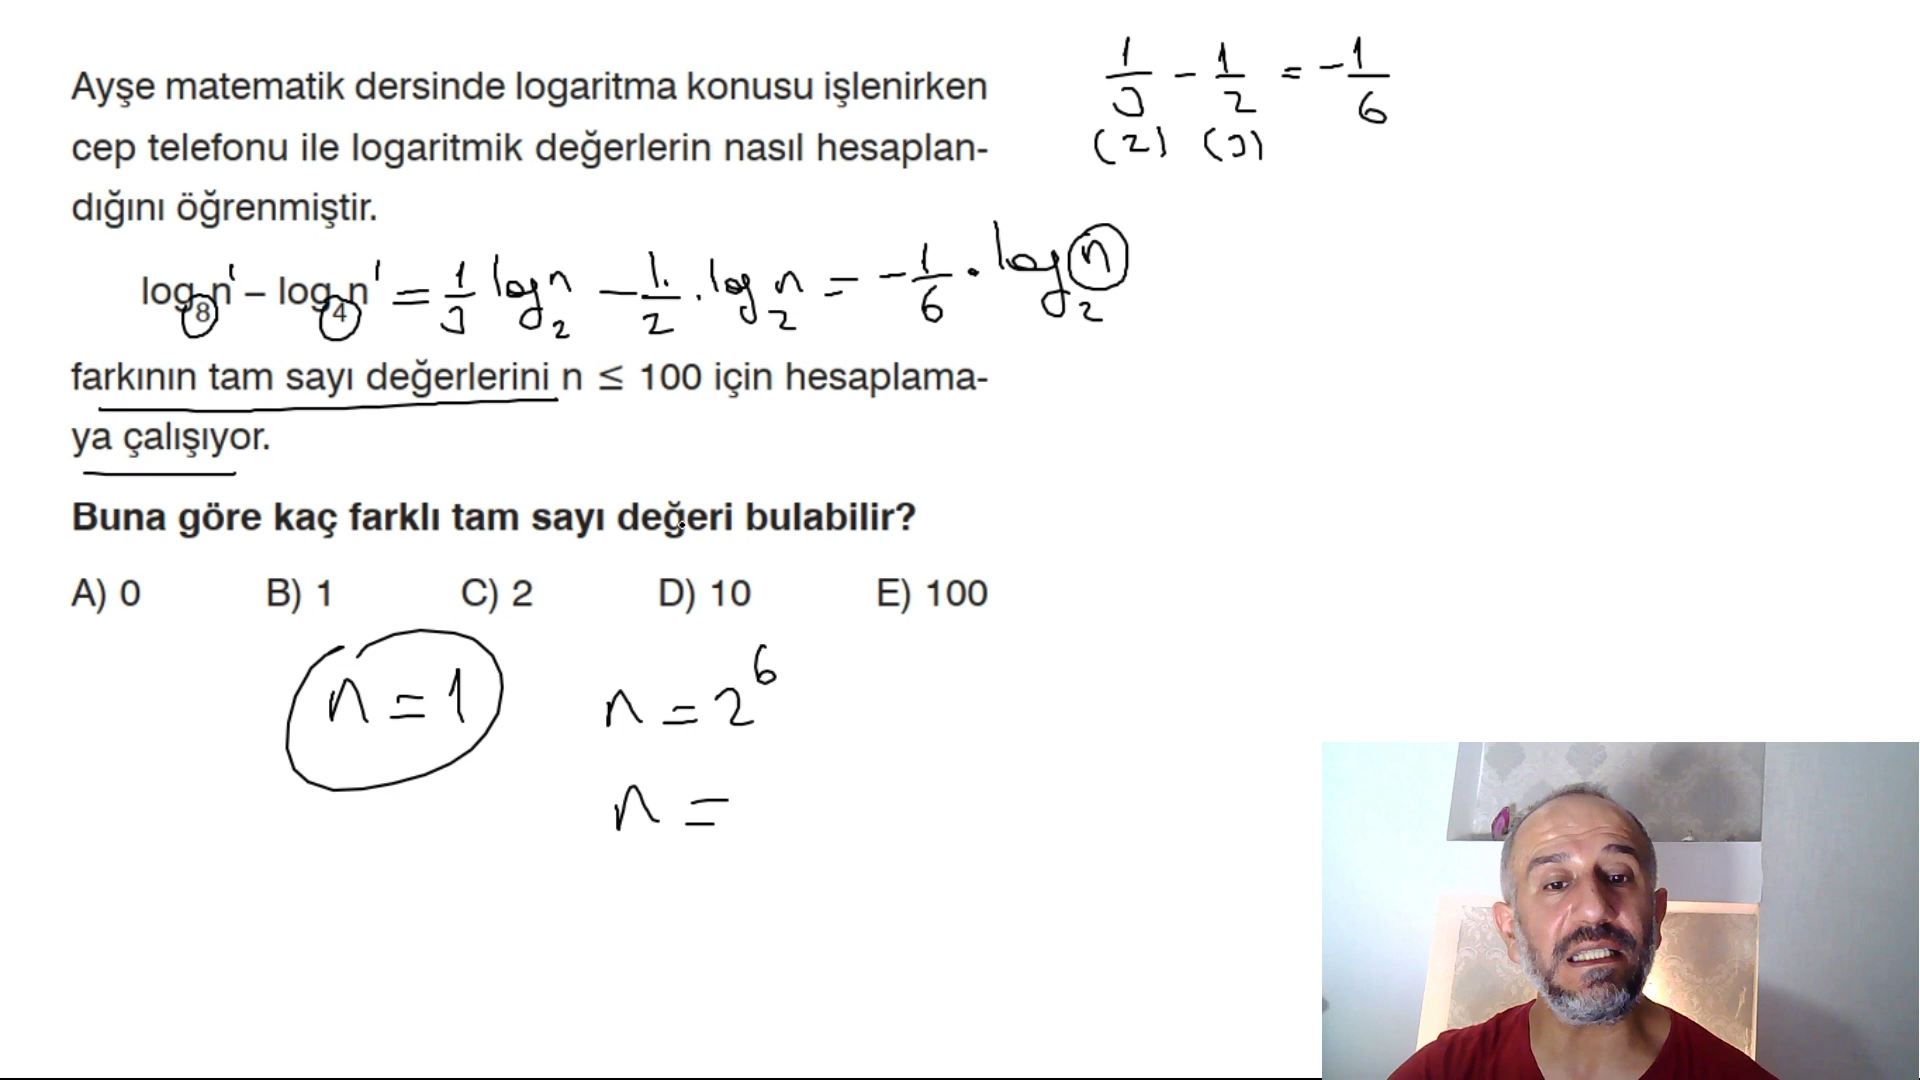 Ayşe matematik dersinde logaritma konusu işlenirken
cep telefonu ile logaritmik değerlerin nasıl hesaplan-
dığını öğrenmiştir.
log₈n' – log₄n' = 1/3 log₂n – 1/2 . log₂n = –1/6 . log₂n
farkının tam sayı değerlerini n ≤ 100 için hesaplama-
ya çalışıyor.
Buna göre kaç farklı tam sayı değeri bulabilir?
A) 0 B) 1 C) 2 D) 10 E) 100
n = 1 n = 2⁶
n =
1/3 – 1/2 = –1/6
(2) (3)